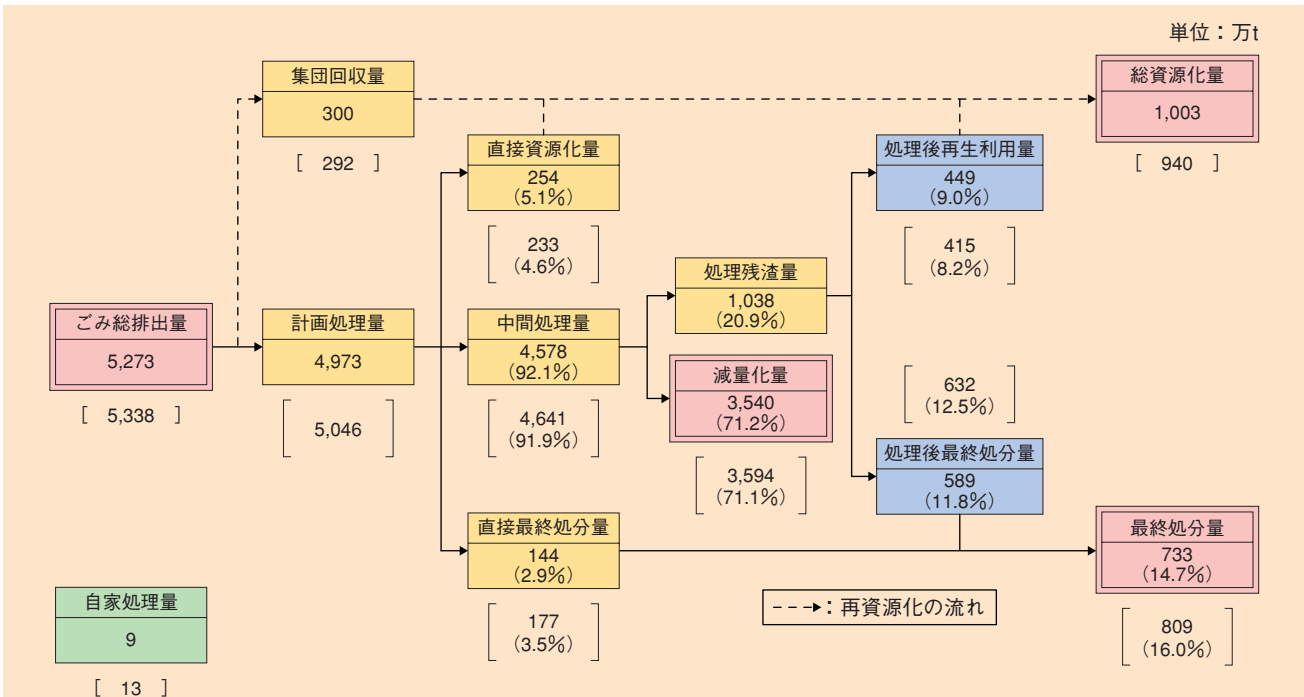 単位：万t
集団回収量
300
[ 292 ]
総資源化量
1,003
[ 940 ]
直接資源化量
254
(5.1%)
233
(4.6%)
処理後再生利用量
449
(9.0%)
415
(8.2%)
処理残渣量
1,038
(20.9%)
ごみ総排出量
5,273
[ 5,338 ]
計画処理量
4,973
5,046
中間処理量
4,578
(92.1%)
4,641
(91.9%)
減量化量
3,540
(71.2%)
3,594
(71.1%)
632
(12.5%)
処理後最終処分量
589
(11.8%)
直接最終処分量
144
(2.9%)
177
(3.5%)
最終処分量
733
(14.7%)
809
(16.0%)
：再資源化の流れ
自家処理量
9
[ 13 ]